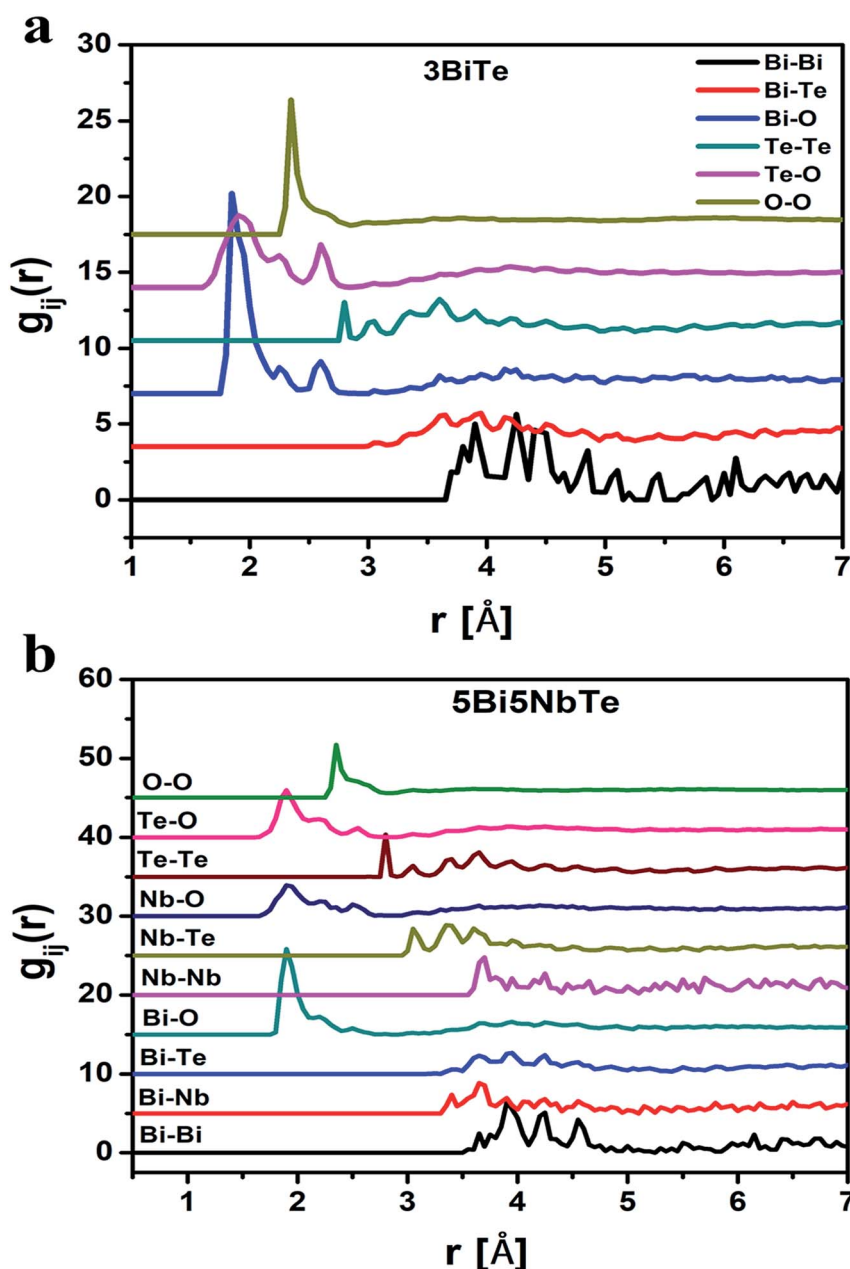 a
3BiTe
Bi-Bi
Bi-Te
Bi-O
Te-Te
Te-O
O-O
30
25
20
15
10
5
0
gij(r)
1 2 3 4 5 6 7
r [Å]
b
5Bi5NbTe
60
50
40
30
20
10
0
gij(r)
O-O
Te-O
Te-Te
Nb-O
Nb-Te
Nb-Nb
Bi-O
Bi-Te
Bi-Nb
Bi-Bi
1 2 3 4 5 6 7
r [Å]